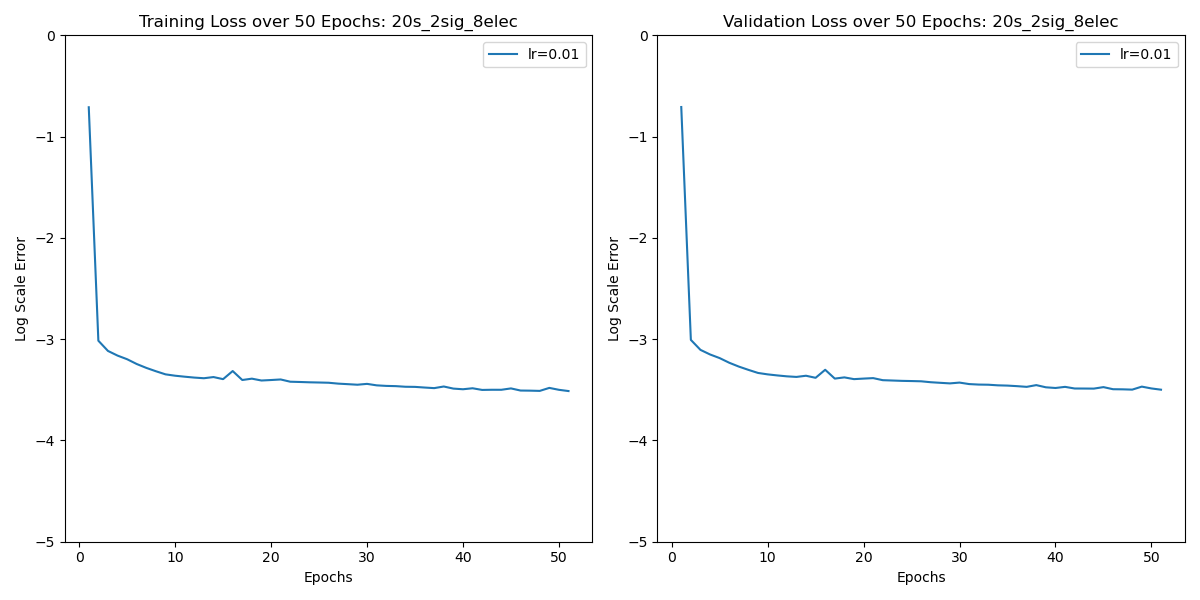 Training Loss over 50 Epochs: 20s_2sig_8elec
lr=0.01
0
−1
−2
−3
−4
−5
Log Scale Error
0 10 20 30 40 50
Epochs
Validation Loss over 50 Epochs: 20s_2sig_8elec
lr=0.01
0
−1
−2
−3
−4
−5
Log Scale Error
0 10 20 30 40 50
Epochs